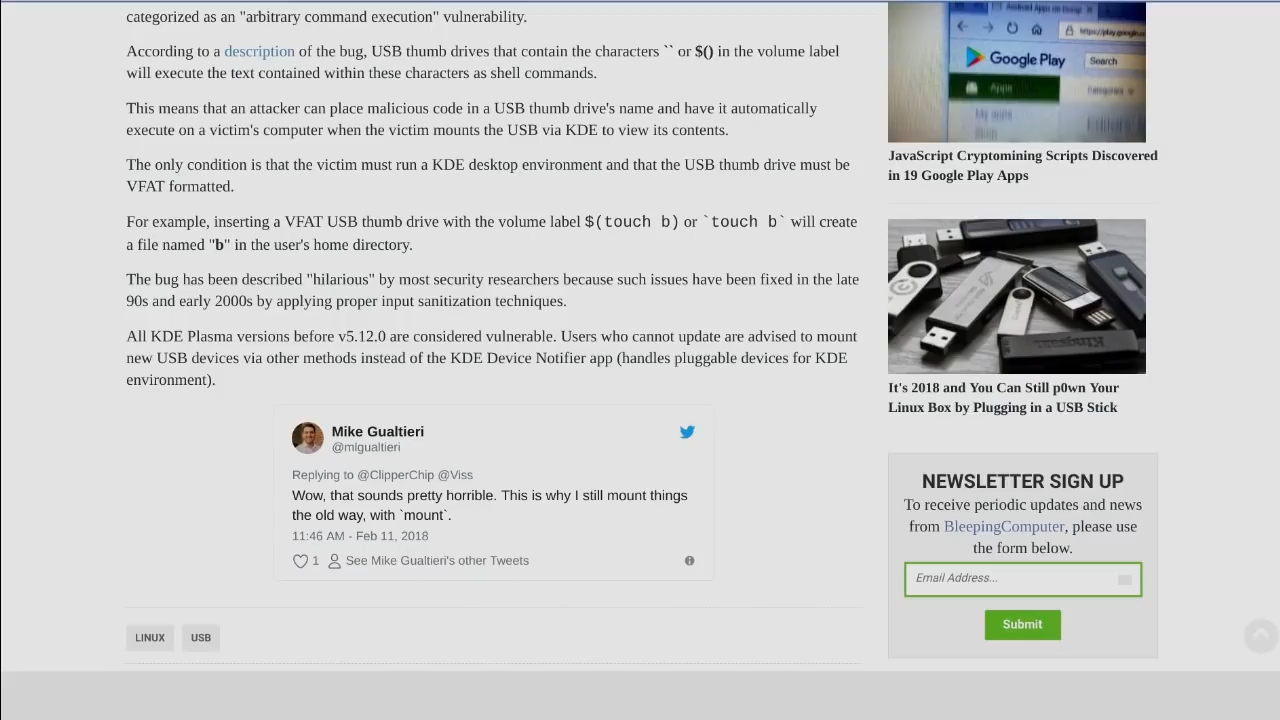 categorized as an "arbitrary command execution" vulnerability.
According to a description of the bug, USB thumb drives that contain the characters `` or $() in the volume label
will execute the text contained within these characters as shell commands.
This means that an attacker can place malicious code in a USB thumb drive's name and have it automatically
execute on a victim's computer when the victim mounts the USB via KDE to view its contents.
The only condition is that the victim must run a KDE desktop environment and that the USB thumb drive must be
VFAT formatted.
For example, inserting a VFAT USB thumb drive with the volume label $(touch b) or `touch b` will create
a file named "b" in the user's home directory.
The bug has been described "hilarious" by most security researchers because such issues have been fixed in the late
90s and early 2000s by applying proper input sanitization techniques.
All KDE Plasma versions before v5.12.0 are considered vulnerable. Users who cannot update are advised to mount
new USB devices via other methods instead of the KDE Device Notifier app (handles pluggable devices for KDE
environment).
Mike Gualtieri
@mlgualtieri
Replying to @ClipperChip @Viss
Wow, that sounds pretty horrible. This is why I still mount things
the old way, with `mount`.
11:46 AM - Feb 11, 2018
1 See Mike Gualtieri's other Tweets
LINUX USB
Google Play Search
Apps
My apps
JavaScript Cryptomining Scripts Discovered
in 19 Google Play Apps
It's 2018 and You Can Still p0wn Your
Linux Box by Plugging in a USB Stick
NEWSLETTER SIGN UP
To receive periodic updates and news
from BleepingComputer, please use
the form below.
Email Address...
Submit